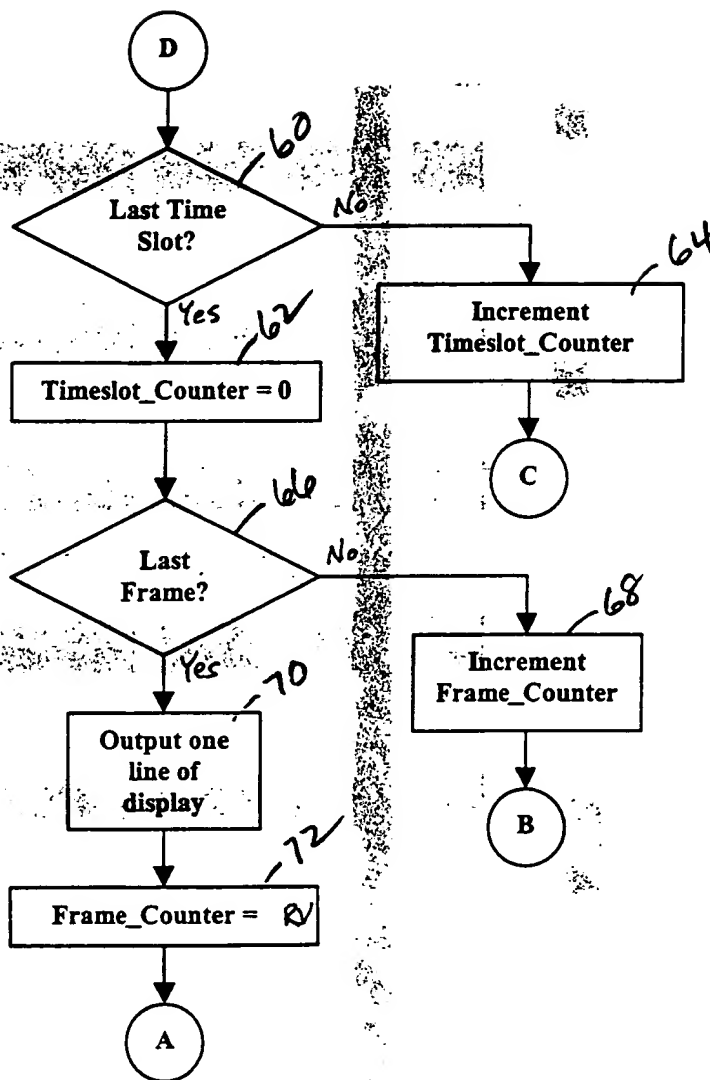 D
60
Last Time
Slot?
No
64
Increment
Timeslot_Counter
Yes
62
Timeslot_Counter = 0
C
66
Last
Frame?
No
68
Increment
Frame_Counter
Yes
70
Output one
line of
display
B
72
Frame_Counter = RV
A